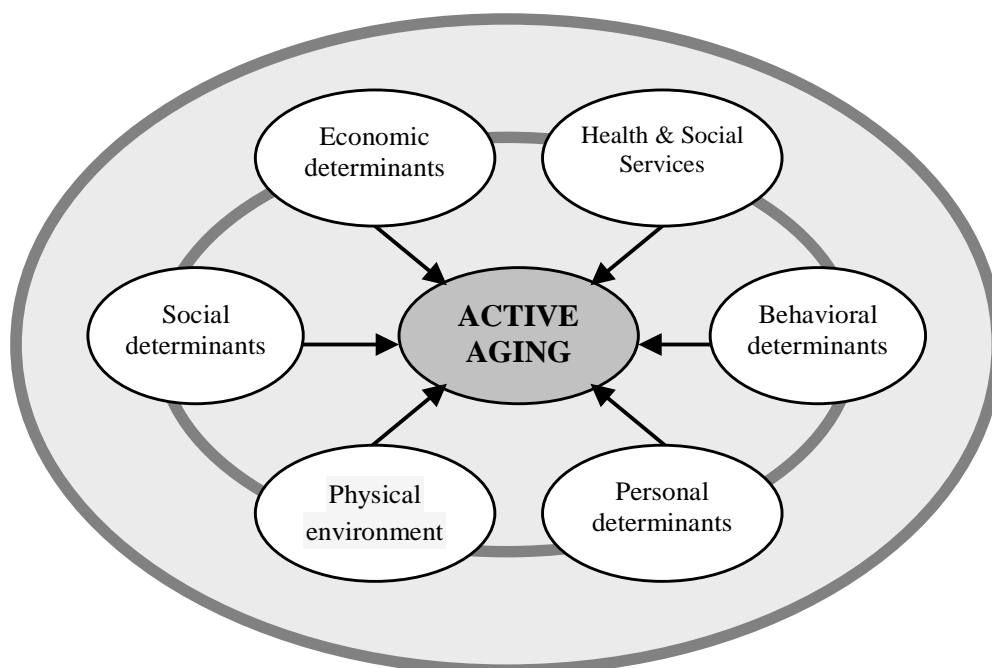 Economic
determinants
Health & Social
Services
Social
determinants
ACTIVE
AGING
Behavioral
determinants
Physical
environment
Personal
determinants